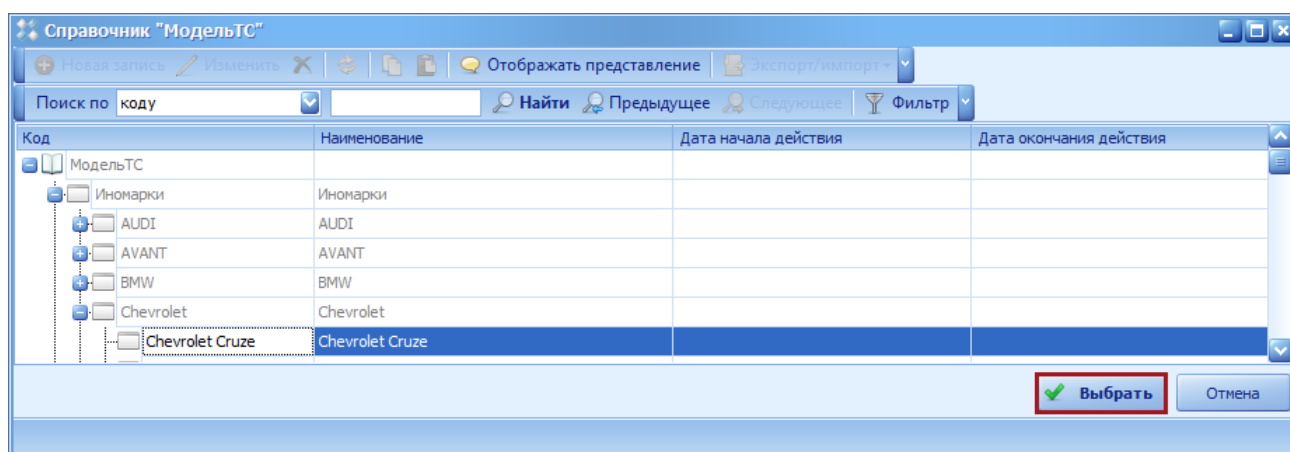 Справочник "МодельТС"
Новая запись Изменить Отображать представление Экспорт/импорт
Поиск по коду Найти Предыдущее Следующее Фильтр
Код Наименование Дата начала действия Дата окончания действия
МодельТС
Иномарки Иномарки
AUDI AUDI
AVANT AVANT
BMW BMW
Chevrolet Chevrolet
Chevrolet Cruze Chevrolet Cruze
Выбрать Отмена